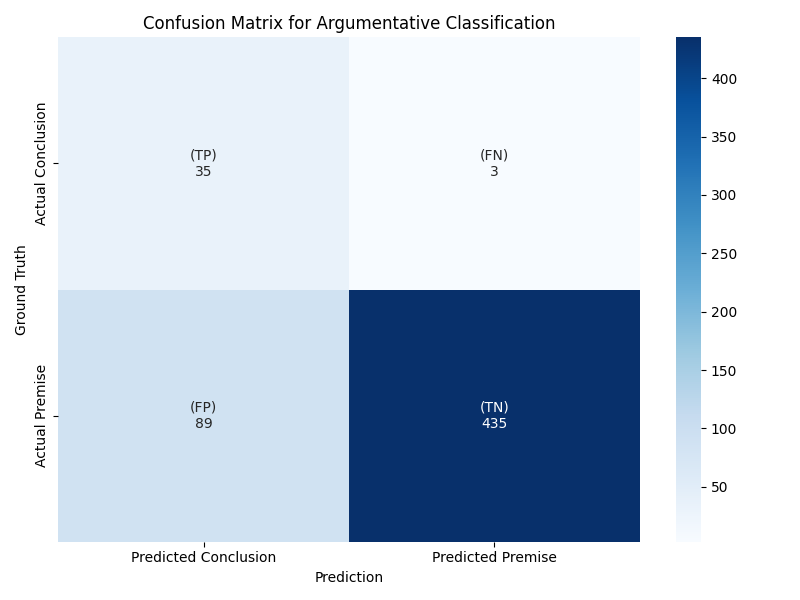 Confusion Matrix for Argumentative Classification
Ground Truth
Actual Conclusion
(TP)
35
(FN)
3
Actual Premise
(FP)
89
(TN)
435
Predicted Conclusion
Predicted Premise
Prediction
400
350
300
250
200
150
100
50